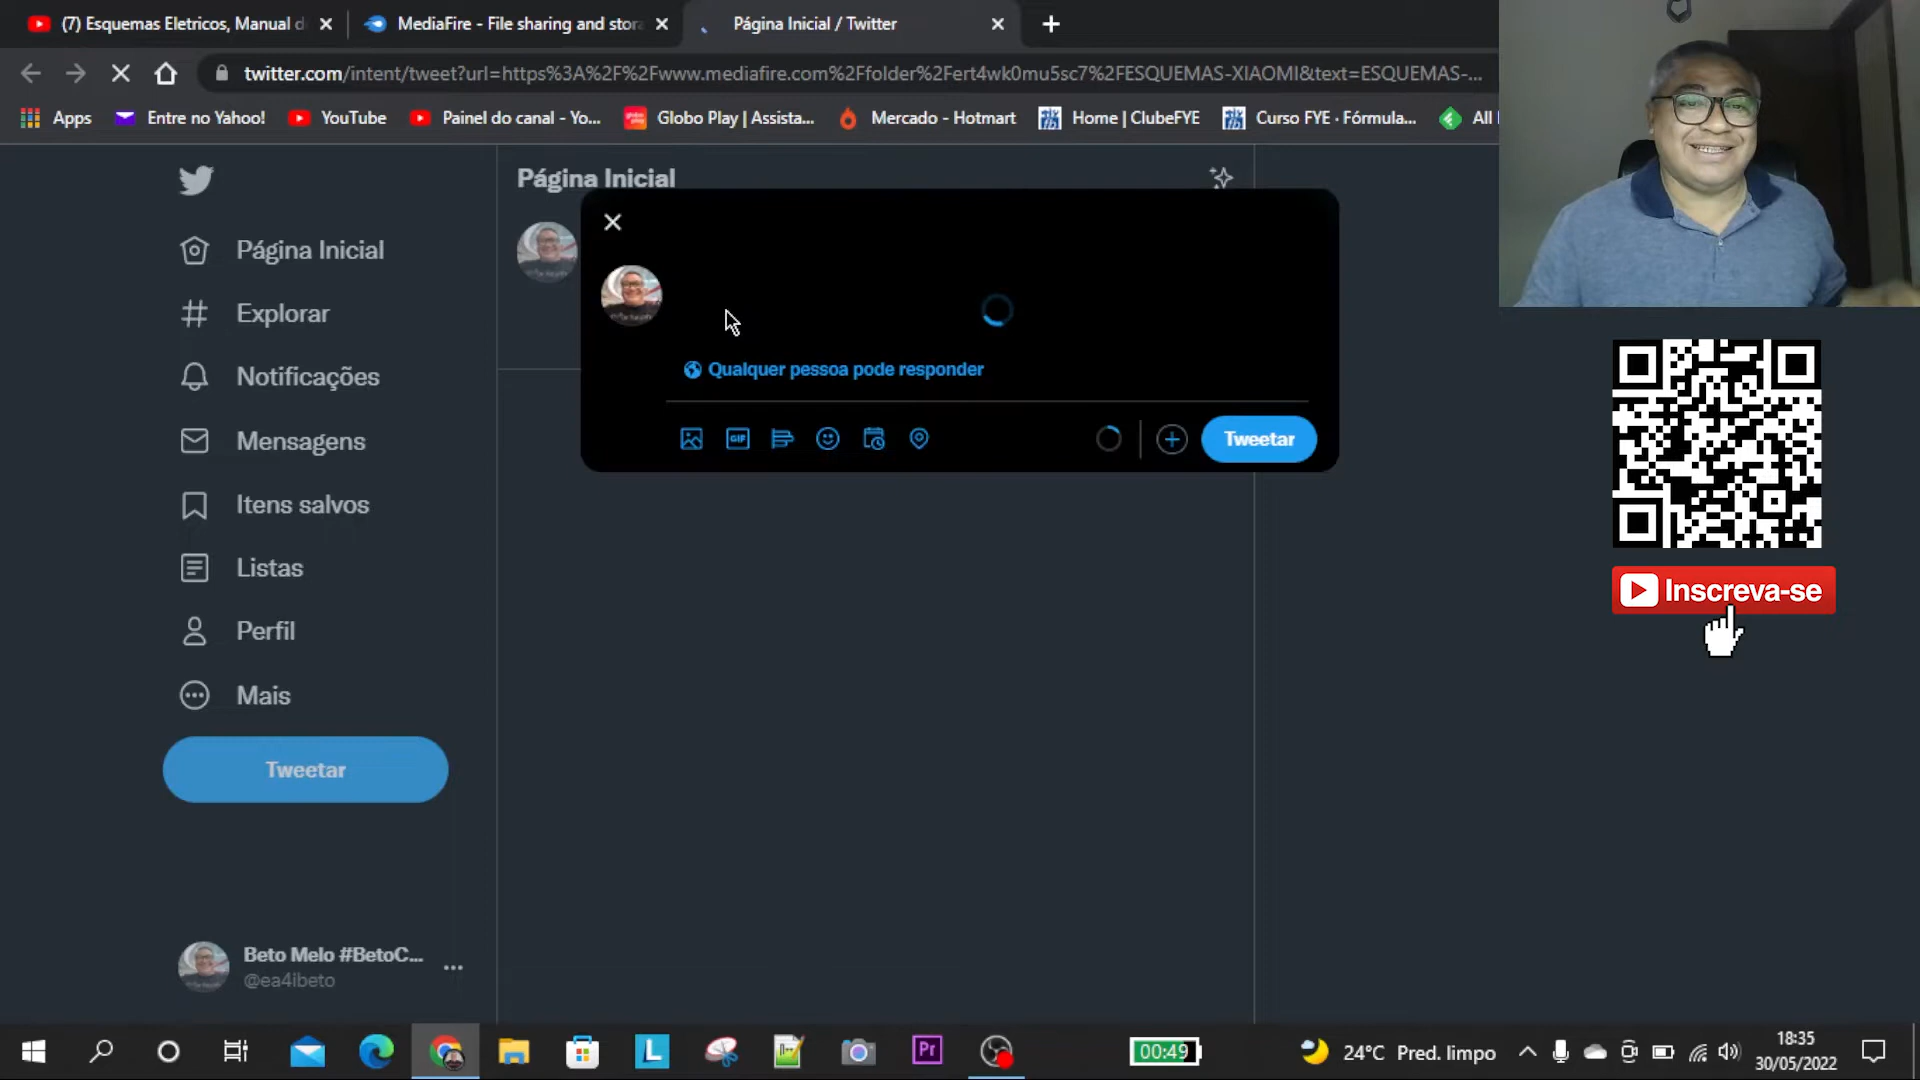 (7) Esquemas Eletricos, Manual d
MediaFire - File sharing and stora
Página Inicial / Twitter
twitter.com/intent/tweet?url=https%3A%2F%2Fwww.mediafire.com%2Ffolder%2Fert4wk0mu5sc7%2FESQUEMAS-XIAOMI&text=ESQUEMAS-...
Apps
Entre no Yahoo!
YouTube
Painel do canal - Yo...
Globo Play | Assista...
Mercado - Hotmart
Home | ClubeFYE
Curso FYE · Fórmula...
All
Página Inicial
Página Inicial
Explorar
Notificações
Mensagens
Itens salvos
Listas
Perfil
Mais
Tweetar
Qualquer pessoa pode responder
GIF
Tweetar
Inscreva-se
Beto Melo #BetoC...
@ea4ibeto
L
Pr
00:49
24°C Pred. limpo
18:35
30/05/2022